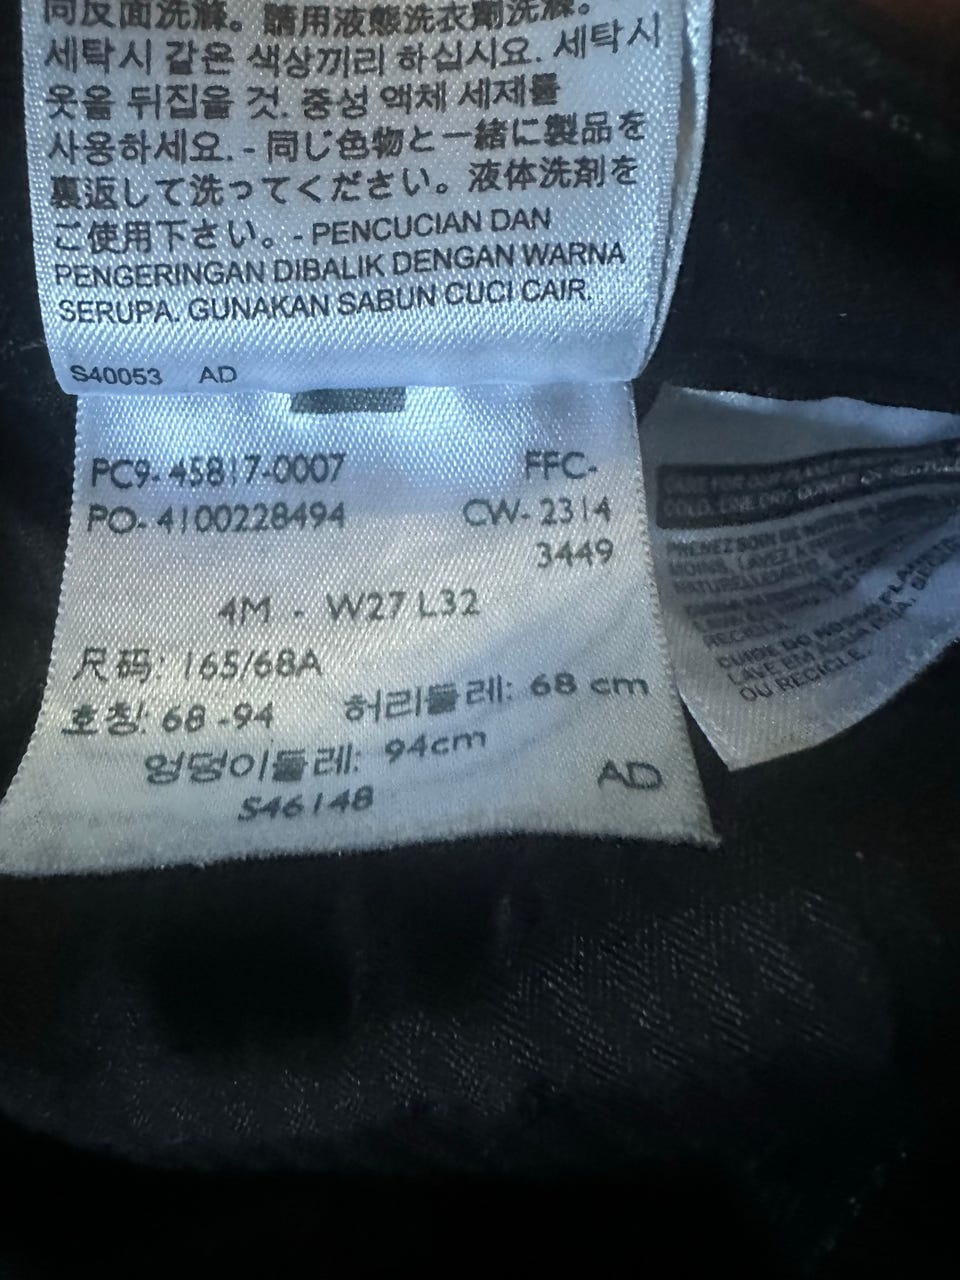 同反面洗滌。請用液態洗衣劑洗滌。
세탁시 같은 색상끼리 하십시요. 세탁시
옷을 뒤집을 것. 중성 액체 세제를
사용하세요. - 同じ色物と一緒に製品を
裏返して洗ってください。液体洗剤を
ご使用下さい。- PENCUCIAN DAN
PENGERINGAN DIBALIK DENGAN WARNA
SERUPA. GUNAKAN SABUN CUCI CAIR.
S40053 AD
PC9- 45817-0007 FFC-
PO- 4100228494 CW- 2314
3449
4M - W27 L32
尺码: 165/68A
호칭: 68 -94 허리둘레: 68 cm
엉덩이둘레: 94cm
S46148 AD
PRENEZ SOIN DE
RECYCLE.
OU RECICLE.